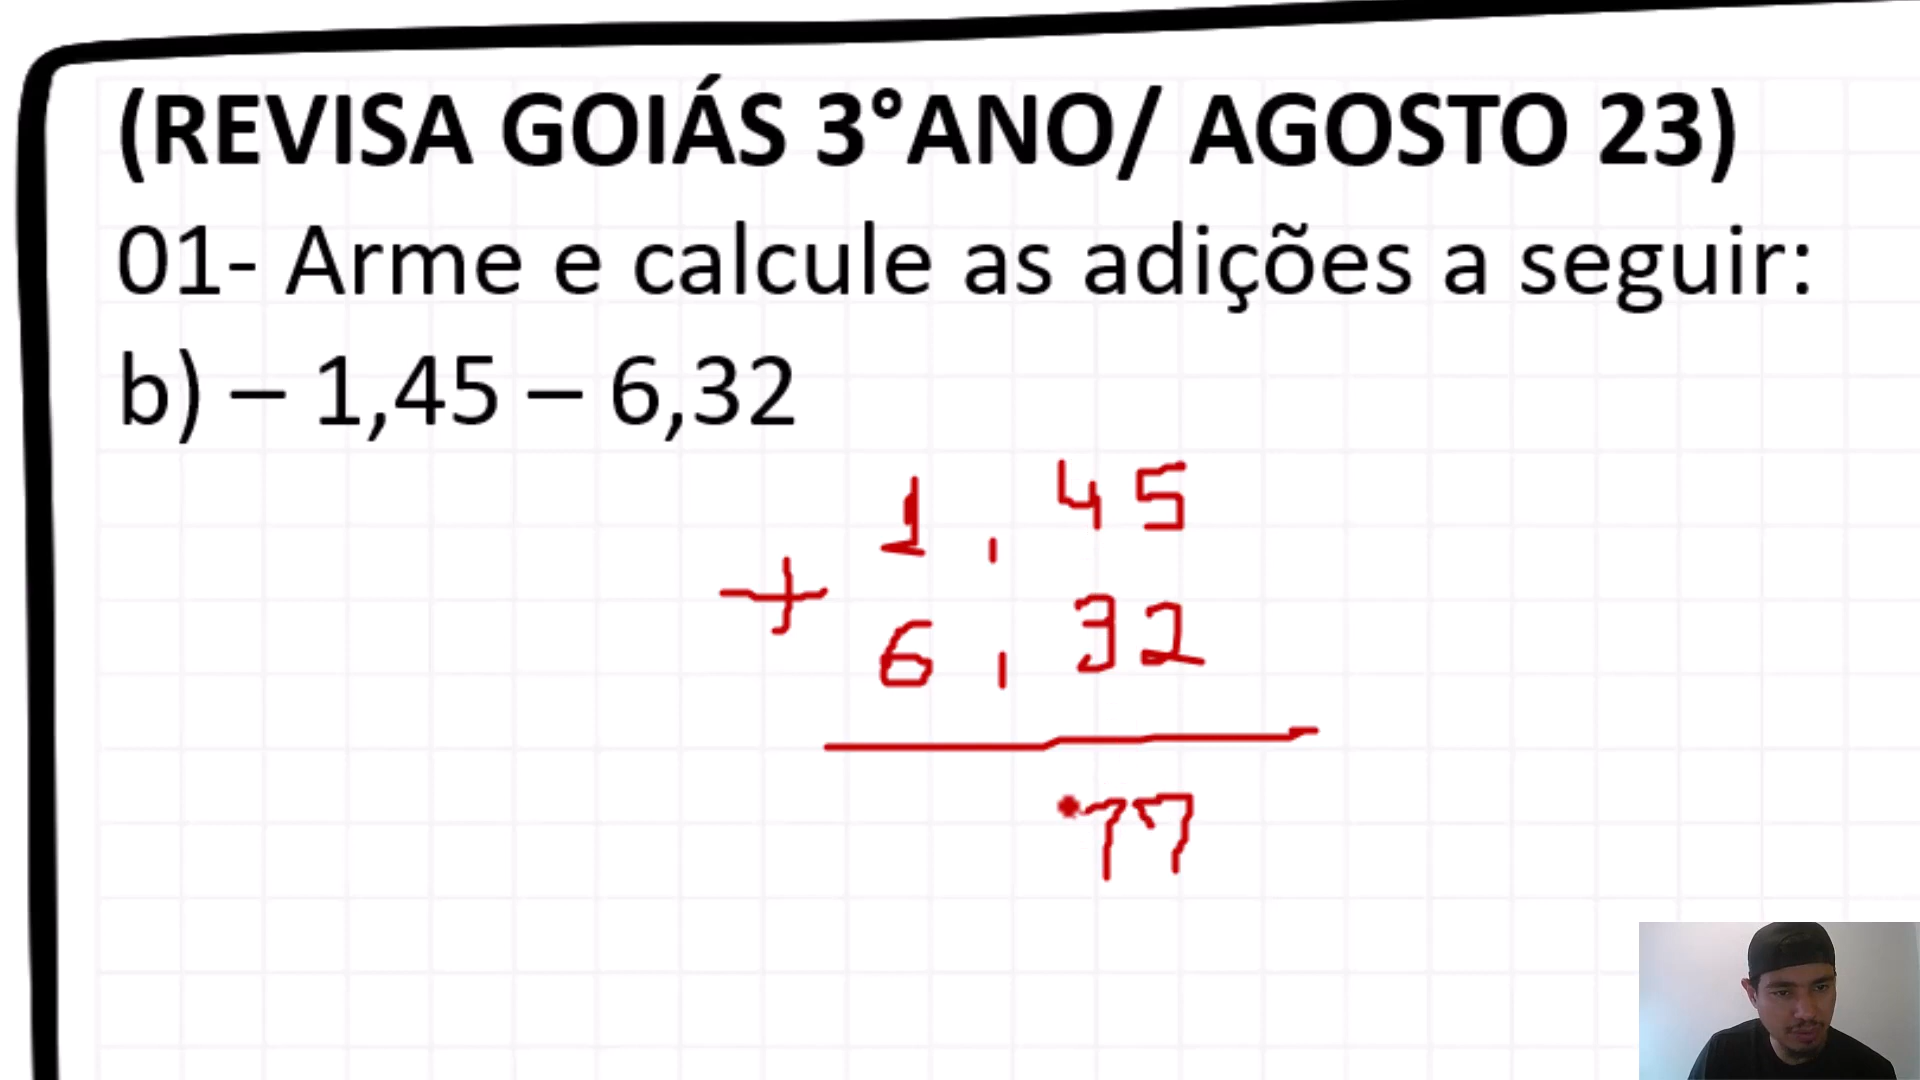 (REVISA GOIÁS 3°ANO/ AGOSTO 23)
01- Arme e calcule as adições a seguir:
b) – 1,45 – 6,32
1,45
+
6,32
77